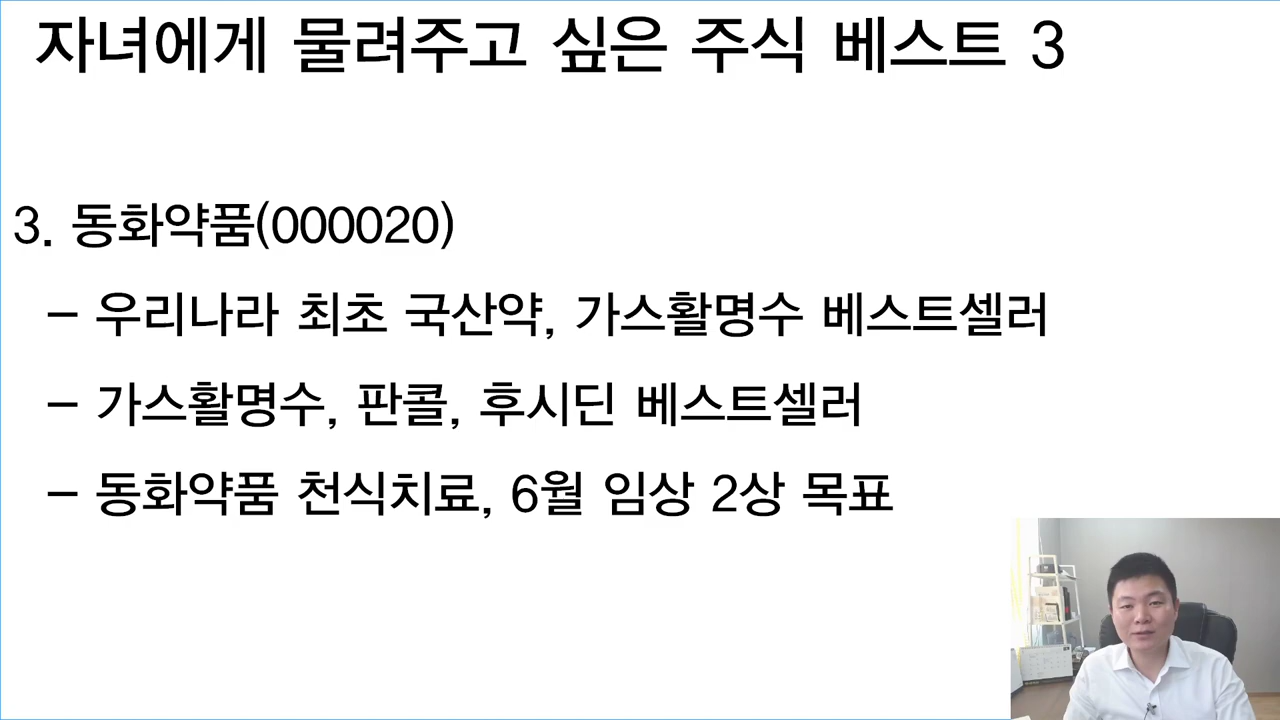 자녀에게 물려주고 싶은 주식 베스트 3
3. 동화약품(000020)
– 우리나라 최초 국산약, 가스활명수 베스트셀러
– 가스활명수, 판콜, 후시딘 베스트셀러
– 동화약품 천식치료, 6월 임상 2상 목표